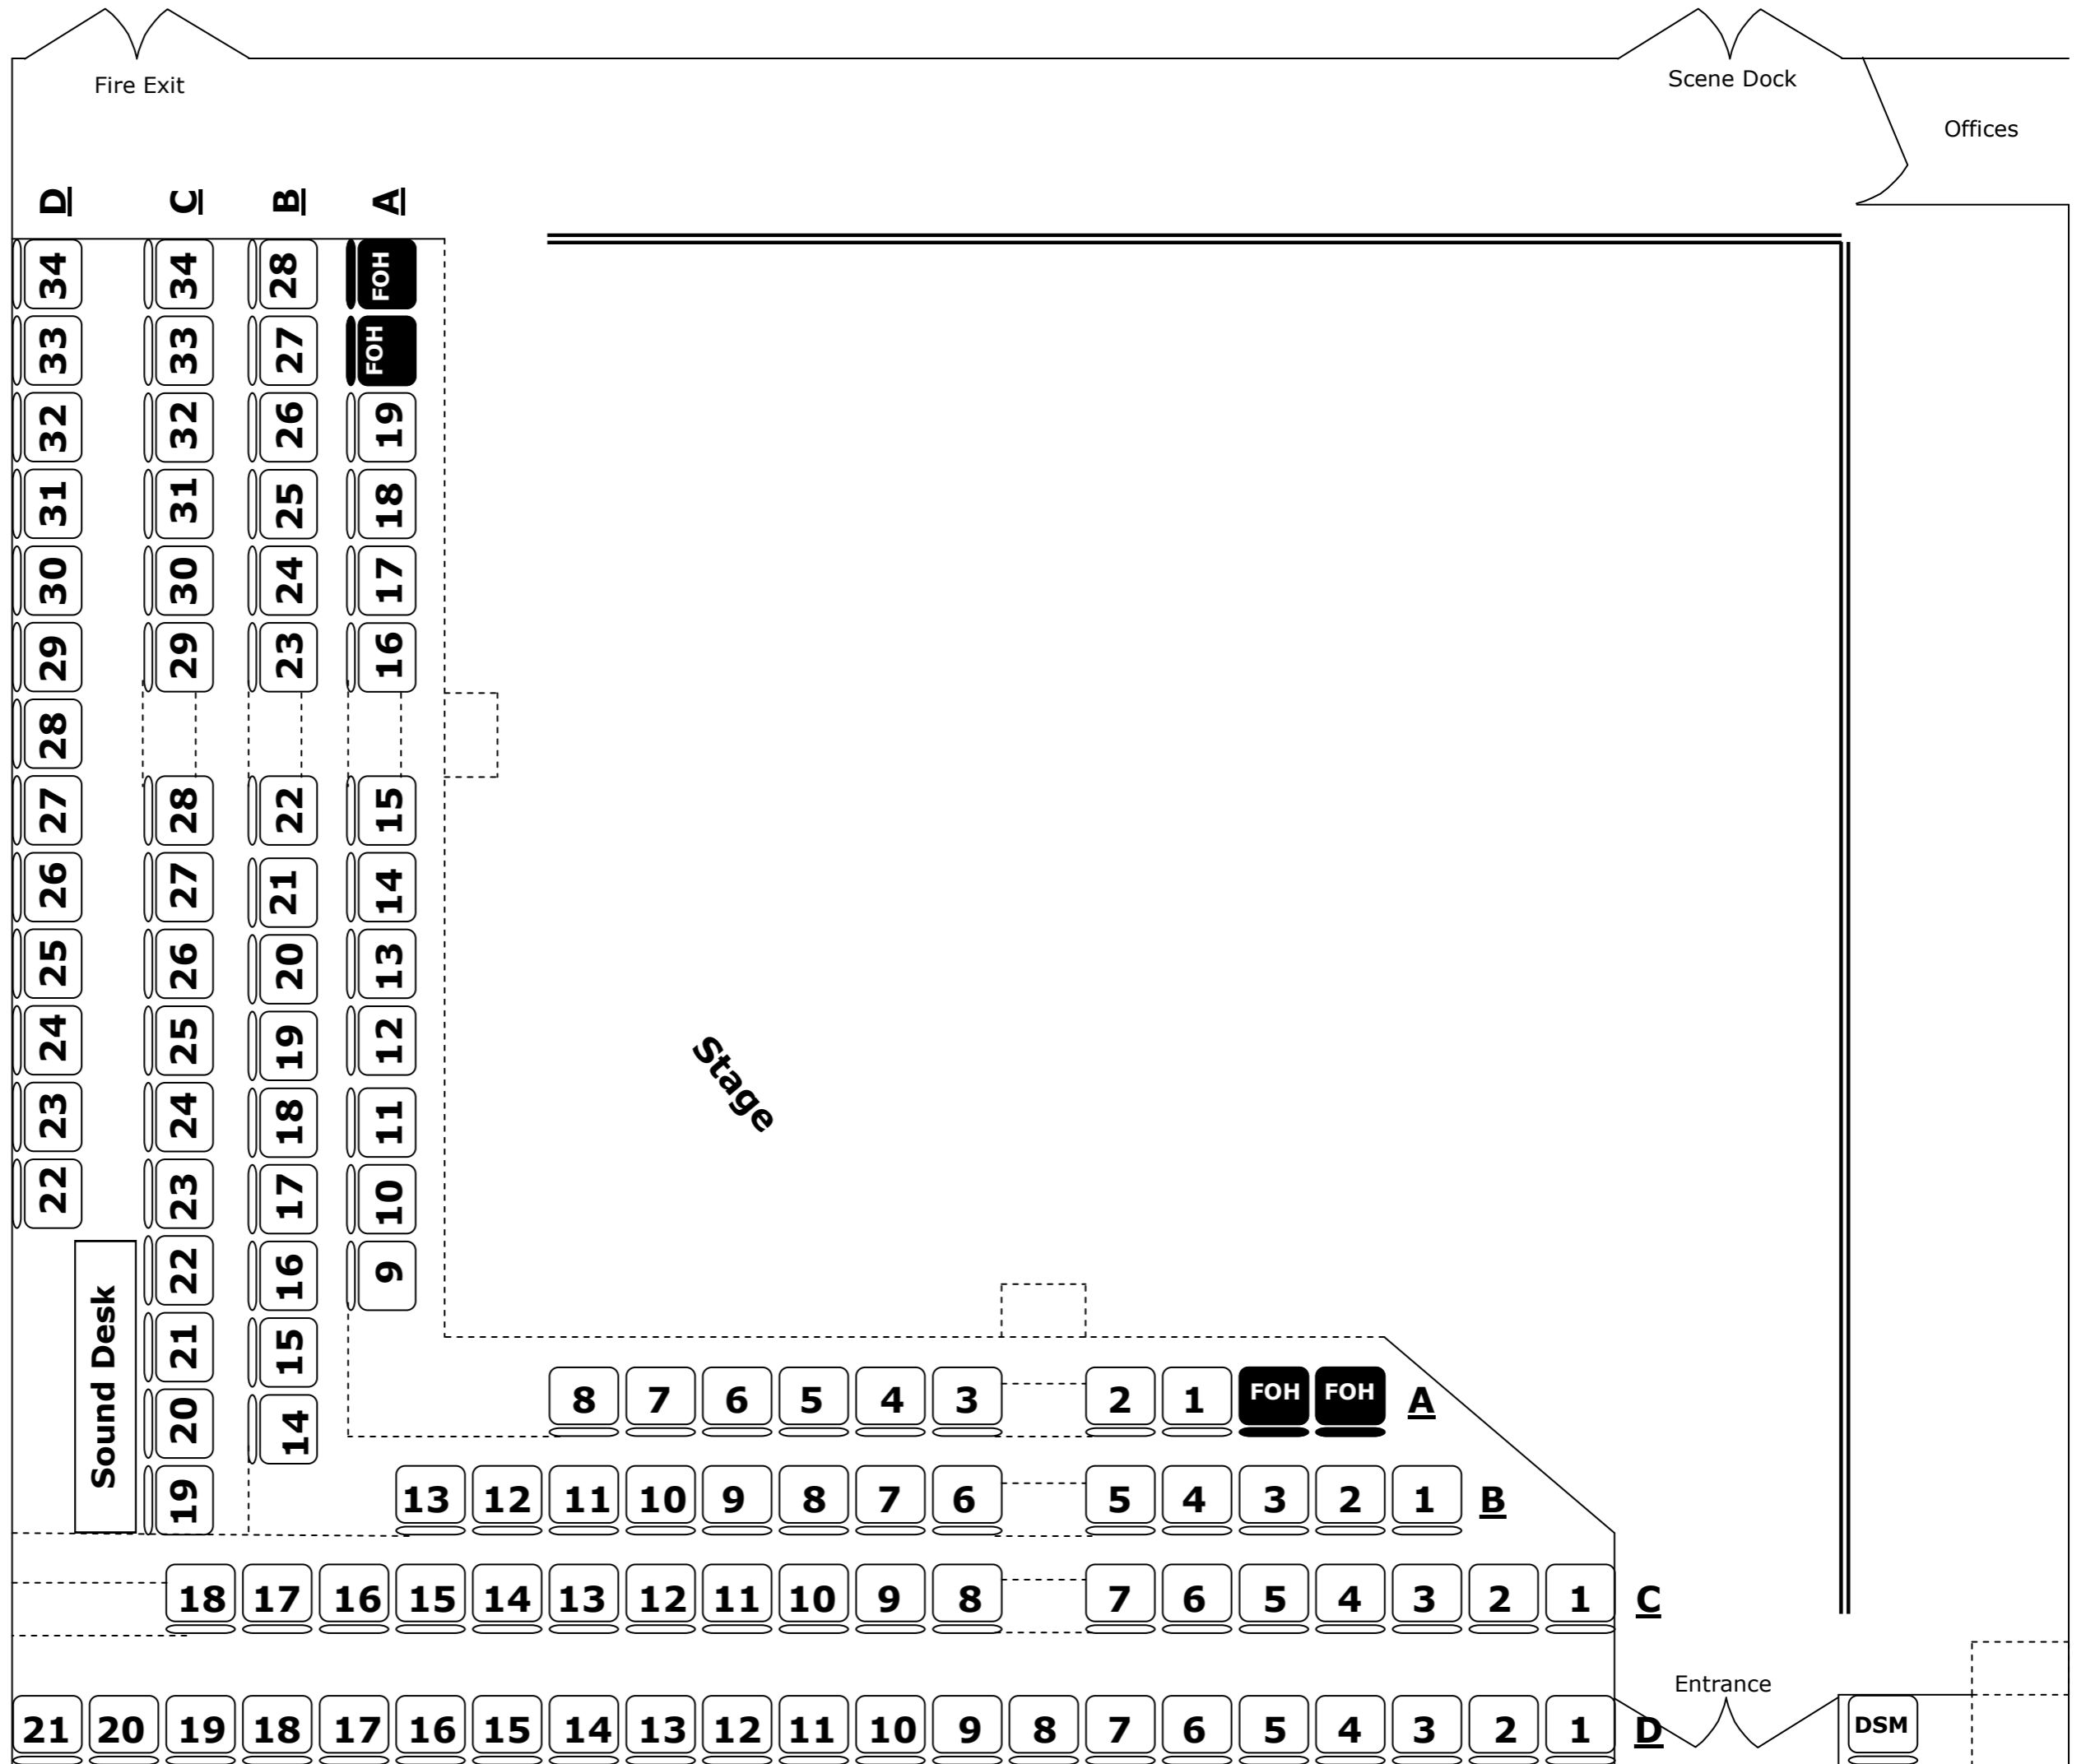 Fire Exit
Scene Dock
Offices
D C B A
34 34 28 FOH
33 33 27 FOH
32 32 26 19
31 31 25 18
30 30 24 17
29 29 23 16
28
27 28 22 15
26 27 21 14
25 26 20 13
24 25 19 12
23 24 18 11
22 23 17 10
22 16 9
21 15
20 14
19
Sound Desk
Stage
8 7 6 5 4 3 2 1 FOH FOH A
13 12 11 10 9 8 7 6 5 4 3 2 1 B
18 17 16 15 14 13 12 11 10 9 8 7 6 5 4 3 2 1 C
Entrance
21 20 19 18 17 16 15 14 13 12 11 10 9 8 7 6 5 4 3 2 1 D
DSM